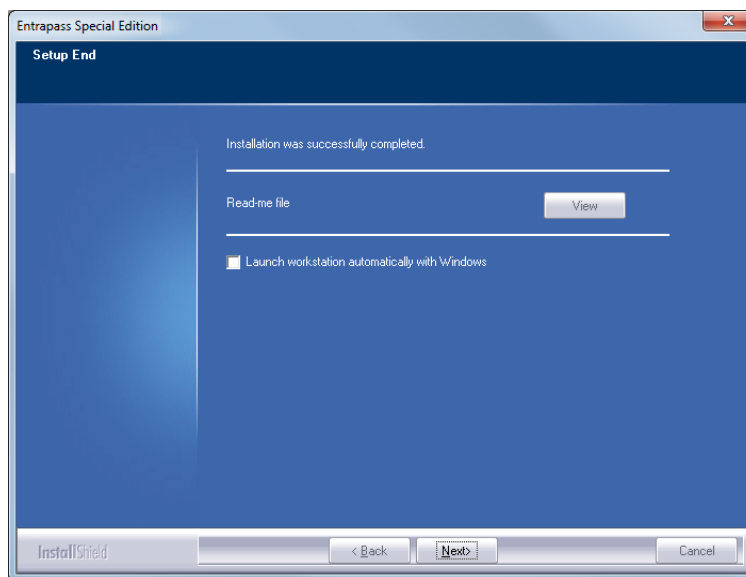 Entrapass Special Edition
Setup End
Installation was successfully completed.
Read-me file
View
Launch workstation automatically with Windows
InstallShield
< Back
Next>
Cancel